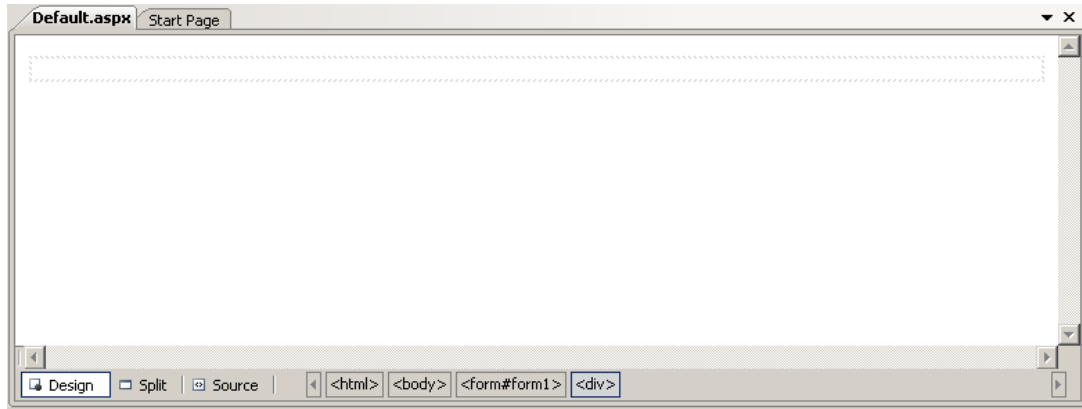 Default.aspx Start Page
Design Split Source <html> <body> <form#form1> <div>